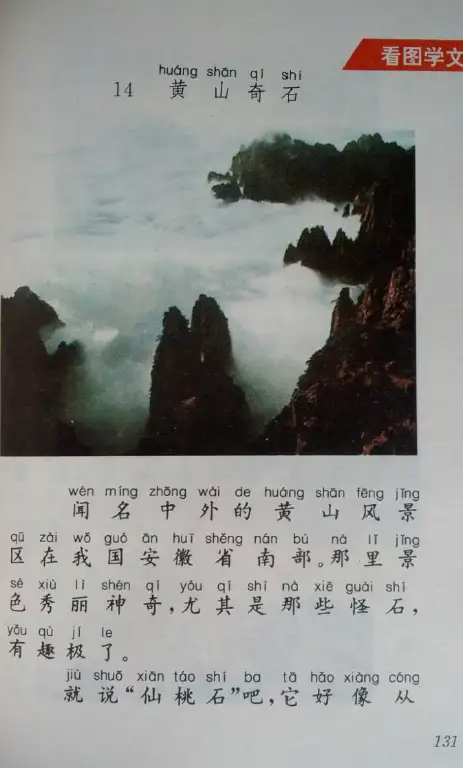 看图学文
huáng shān qí shí
14 黄山奇石
wén míng zhōng wài de huáng shān fēng jǐng
闻名中外的黄山风景
qū zài wǒ guó ān huī shěng nán bù nà lǐ jǐng
区在我国安徽省南部。那里景
sè xiù lì shén qí yóu qí shì nà xiē guài shí
色秀丽神奇,尤其是那些怪石,
yǒu qù jí le
有趣极了。
jiù shuō xiān táo shí ba tā hǎo xiàng cóng
就说“仙桃石”吧,它好像从
131